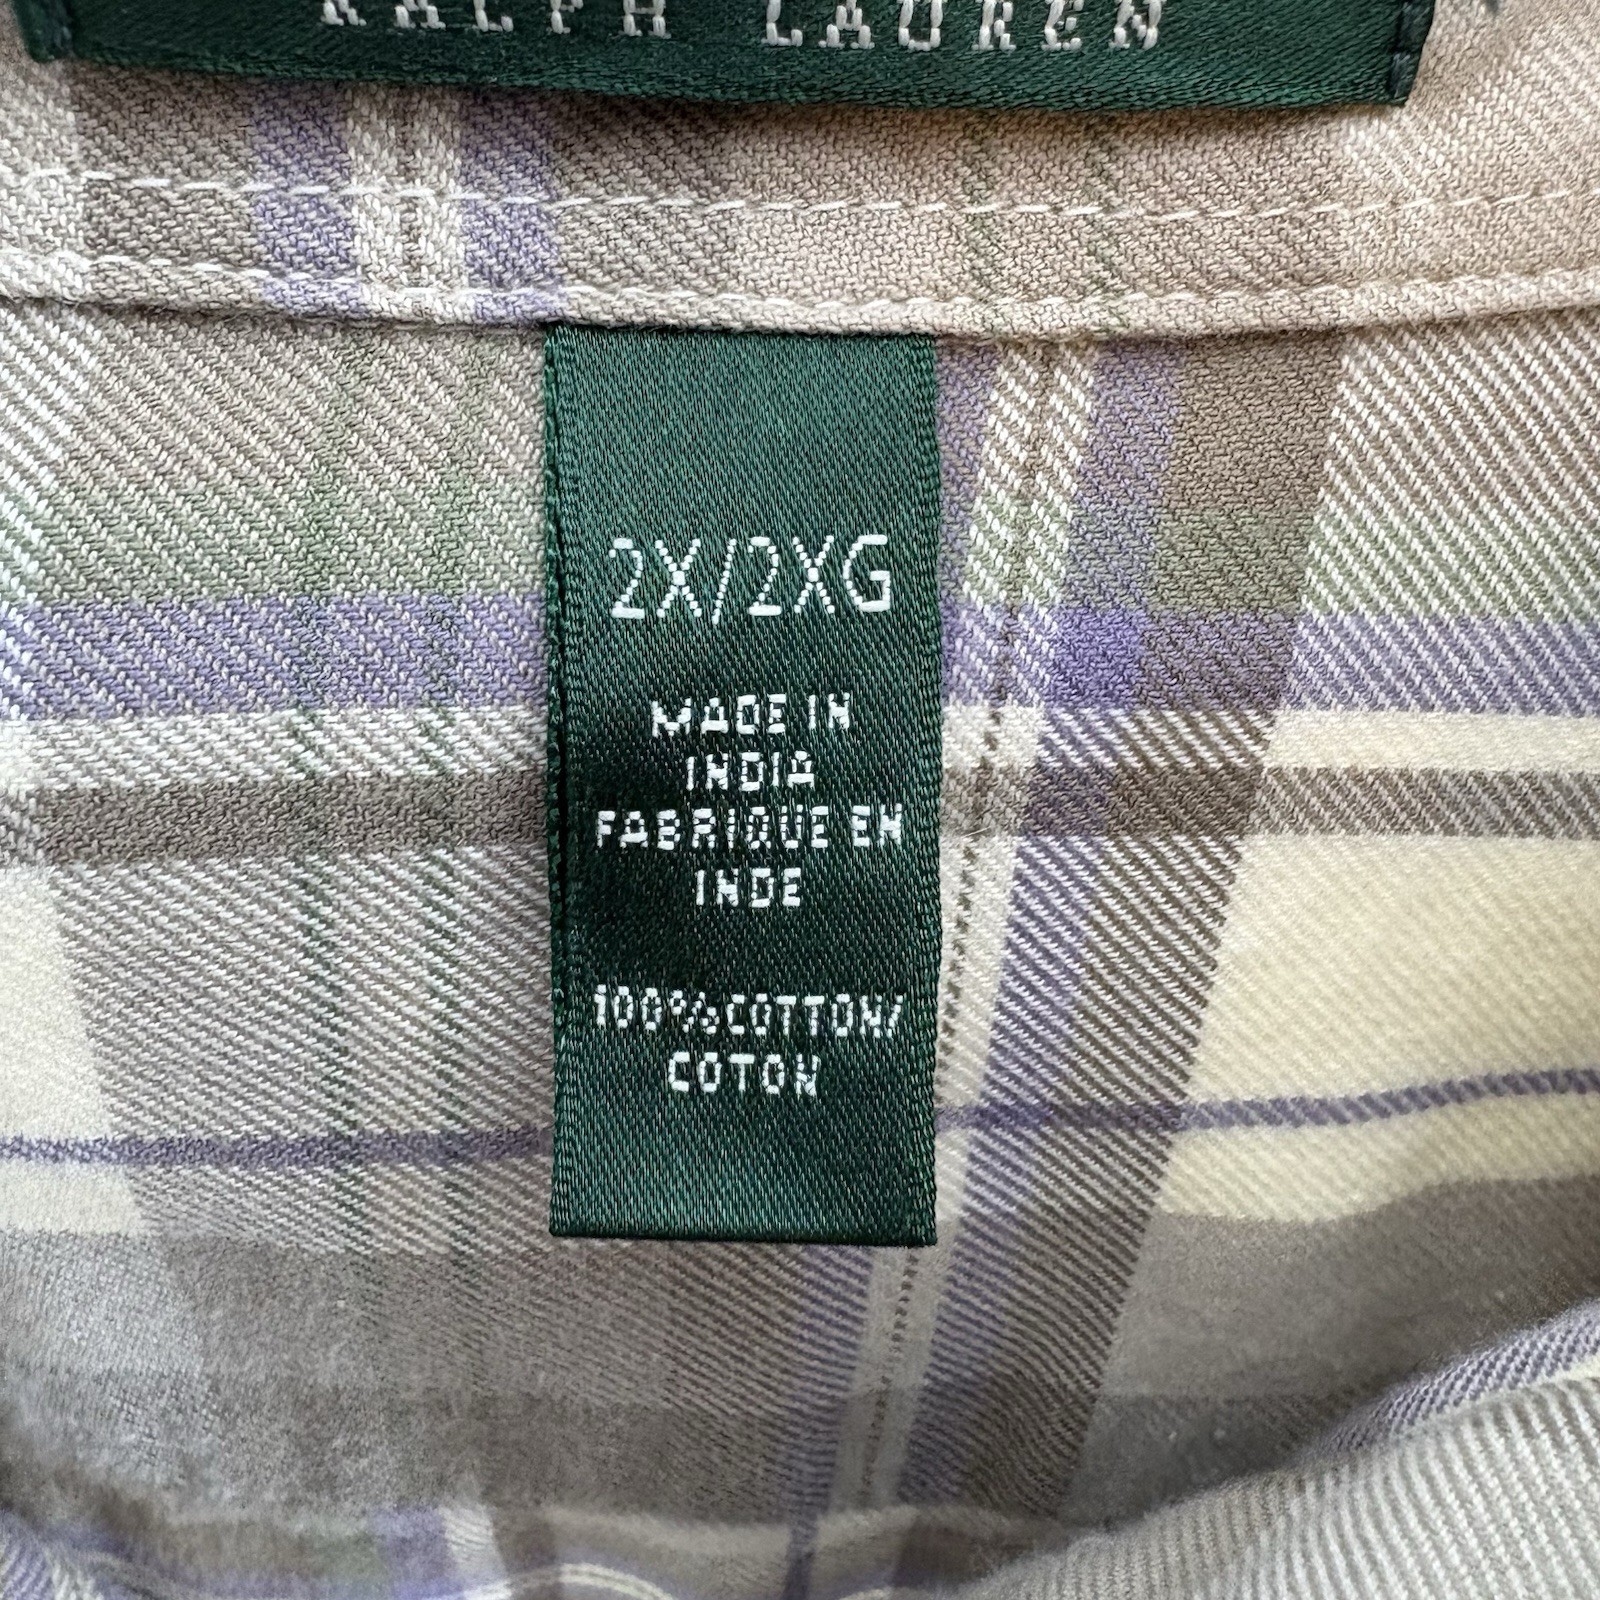 RALPH LAUREN
2X/2XG
MADE IN
INDIA
FABRIQUE EN
INDE
100% COTTON/
COTON